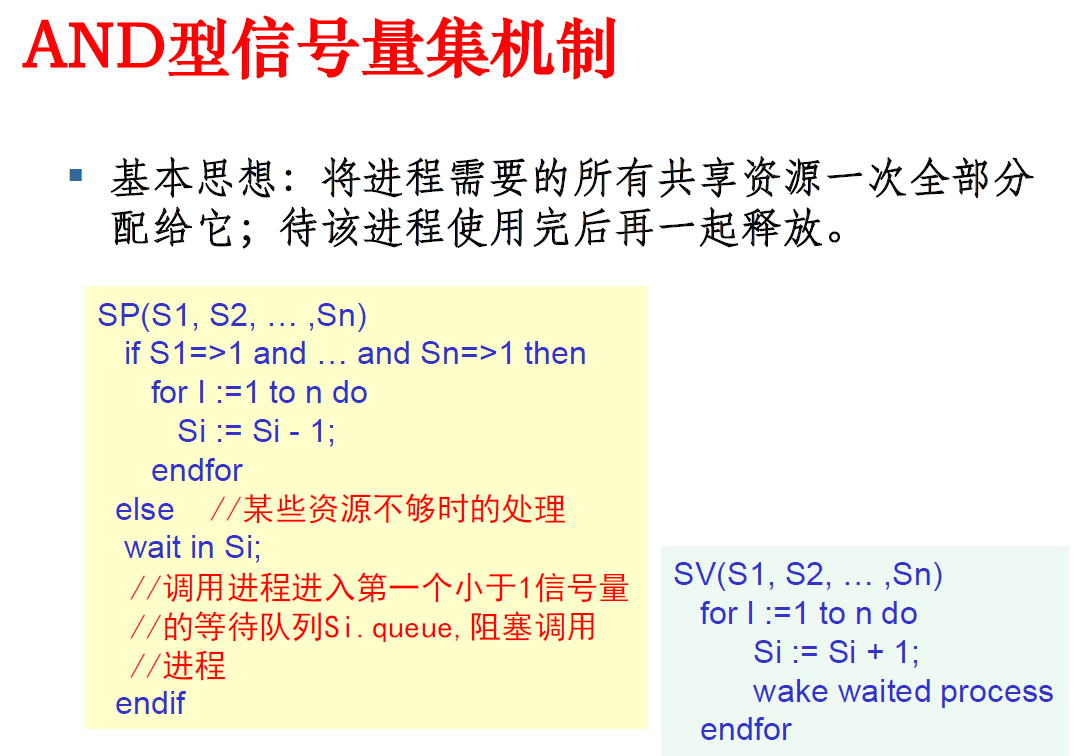 AND型信号量集机制
基本思想：将进程需要的所有共享资源一次全部分
配给它；待该进程使用完后再一起释放。
SP(S1, S2, … ,Sn)
if S1=>1 and … and Sn=>1 then
for I :=1 to n do
Si := Si - 1;
endfor
else //某些资源不够时的处理
wait in Si;
//调用进程进入第一个小于1信号量
//的等待队列Si.queue,阻塞调用
//进程
endif
SV(S1, S2, … ,Sn)
for I :=1 to n do
Si := Si + 1;
wake waited process
endfor